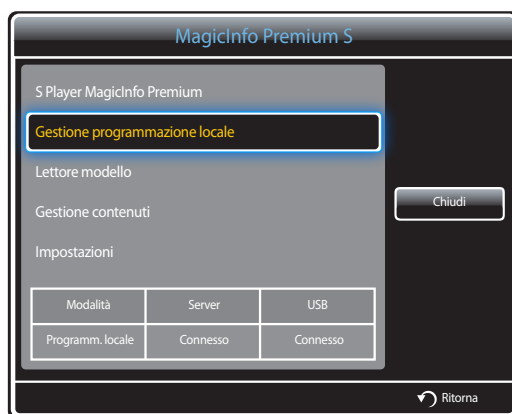 MagicInfo Premium S
S Player MagicInfo Premium
Gestione programmazione locale
Lettore modello
Gestione contenuti
Impostazioni
Chiudi
Modalità Server USB
Programm. locale Connesso Connesso
Ritorna